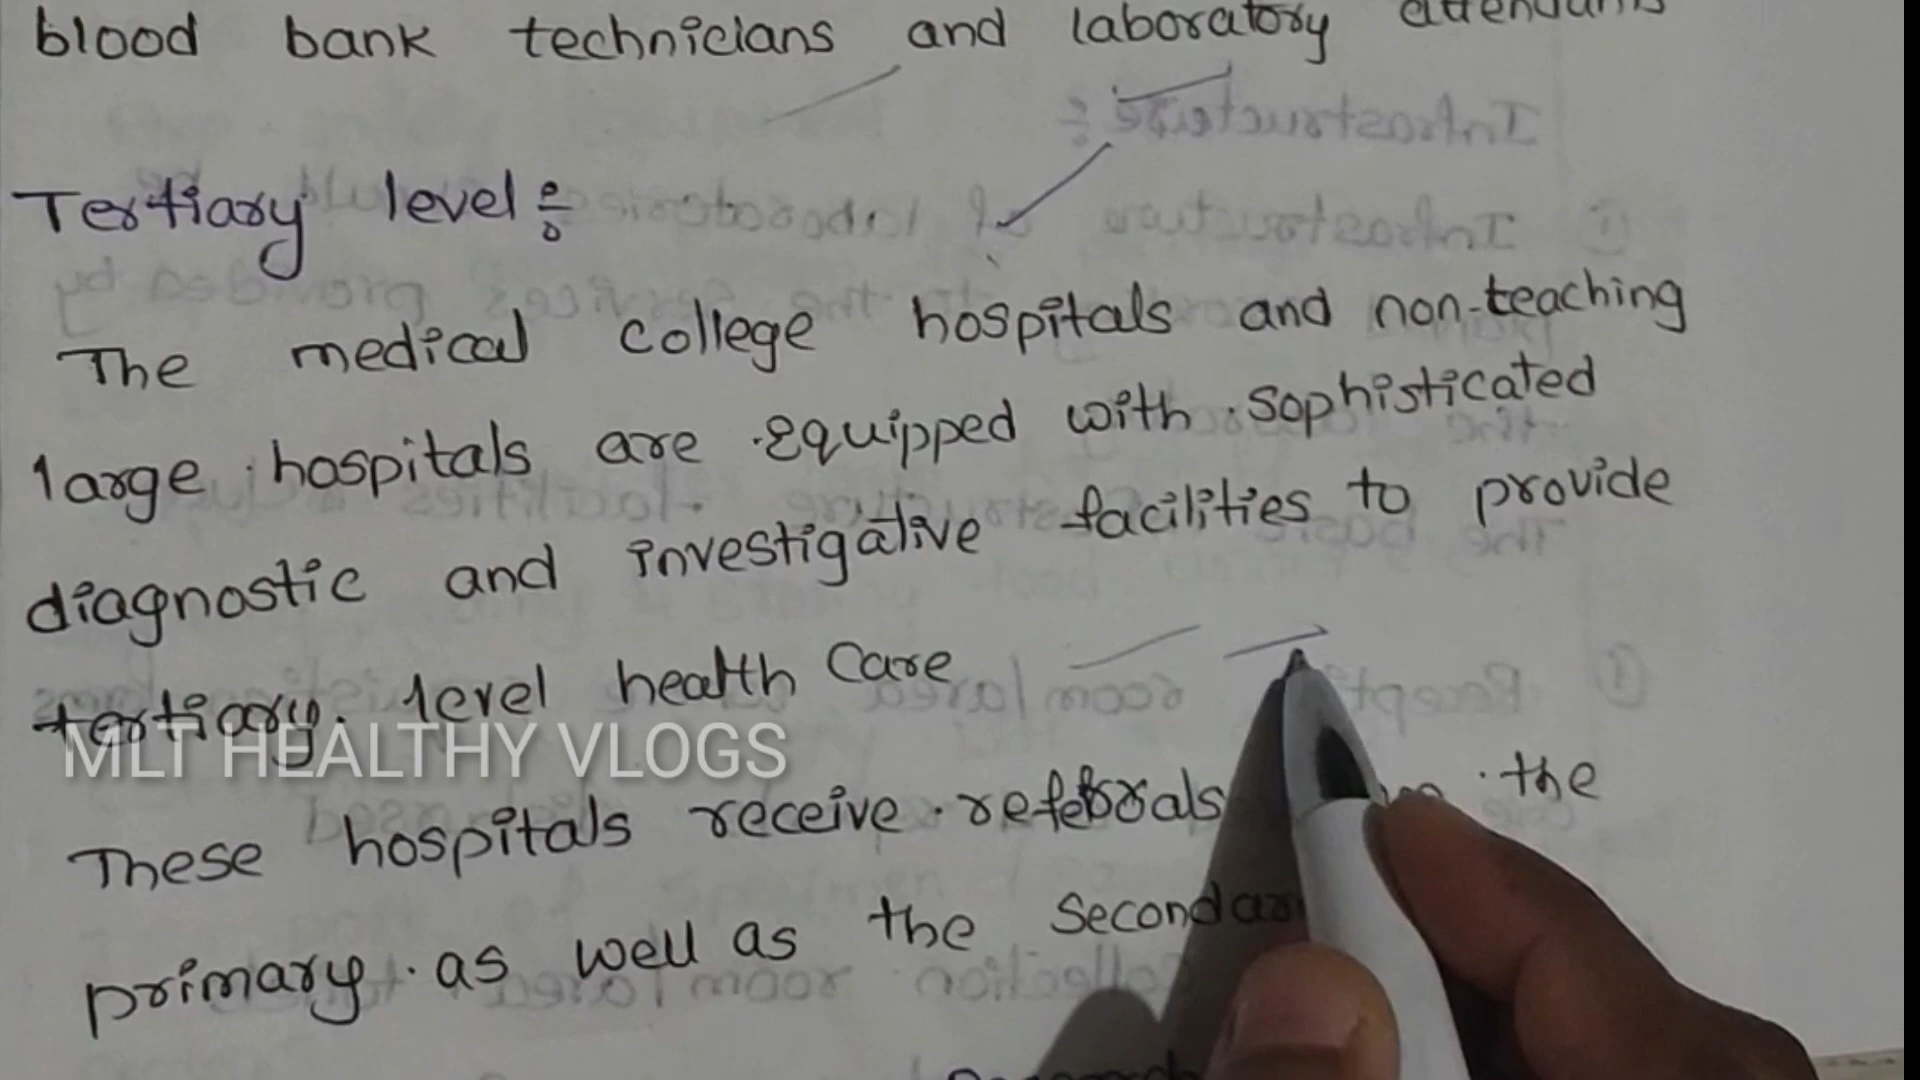 blood bank technicians and laboratory attendants
Tertiary level :
The medical college hospitals and non-teaching
large hospitals are equipped with sophisticated
diagnostic and investigative facilities to provide
tertiary level health care
MLT HEALTHY VLOGS
These hospitals receive referrals the
primary as well as the